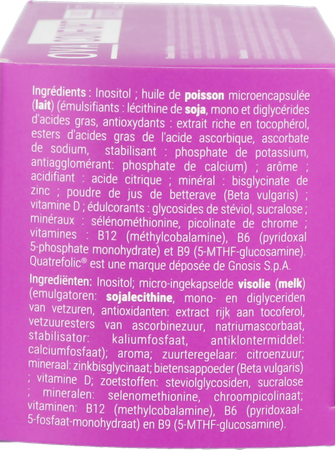 Ingrédients : Inositol ; huile de poisson microencapsulée
(lait) (émulsifiants : lécithine de soja, mono et diglycérides
d'acides gras, antioxydants : extrait riche en tocophérol,
esters d'acides gras de l'acide ascorbique, ascorbate
de sodium, stabilisant : phosphate de potassium,
antiagglomérant: phosphate de calcium) ; arôme ;
acidifiant : acide citrique ; minéral : bisglycinate de
zinc ; poudre de jus de betterave (Beta vulgaris) ;
vitamine D ; édulcorants : glycosides de stéviol, sucralose ;
minéraux : sélénométhionine, picolinate de chrome ;
vitamines : B12 (méthylcobalamine), B6 (pyridoxal
5-phosphate monohydrate) et B9 (5-MTHF-glucosamine).
Quatrefolic® est une marque déposée de Gnosis S.p.A.
Ingrediënten: Inositol; micro-ingekapselde visolie (melk)
(emulgatoren: sojalecithine, mono- en diglyceriden
van vetzuren, antioxidanten: extract rijk aan tocoferol,
vetzuuresters van ascorbinezuur, natriumascorbaat,
stabilisator: kaliumfosfaat, antiklontermiddel:
calciumfosfaat); aroma; zuurteregelaar: citroenzuur;
mineraal: zinkbisglycinaat; bietensappoeder (Beta vulgaris)
; vitamine D; zoetstoffen: steviolglycosiden, sucralose
; mineralen: selenomethionine, chroompicolinaat;
vitaminen: B12 (methylcobalamine), B6 (pyridoxaal-
5-fosfaat-monohydraat) en B9 (5-MTHF-glucosamine).